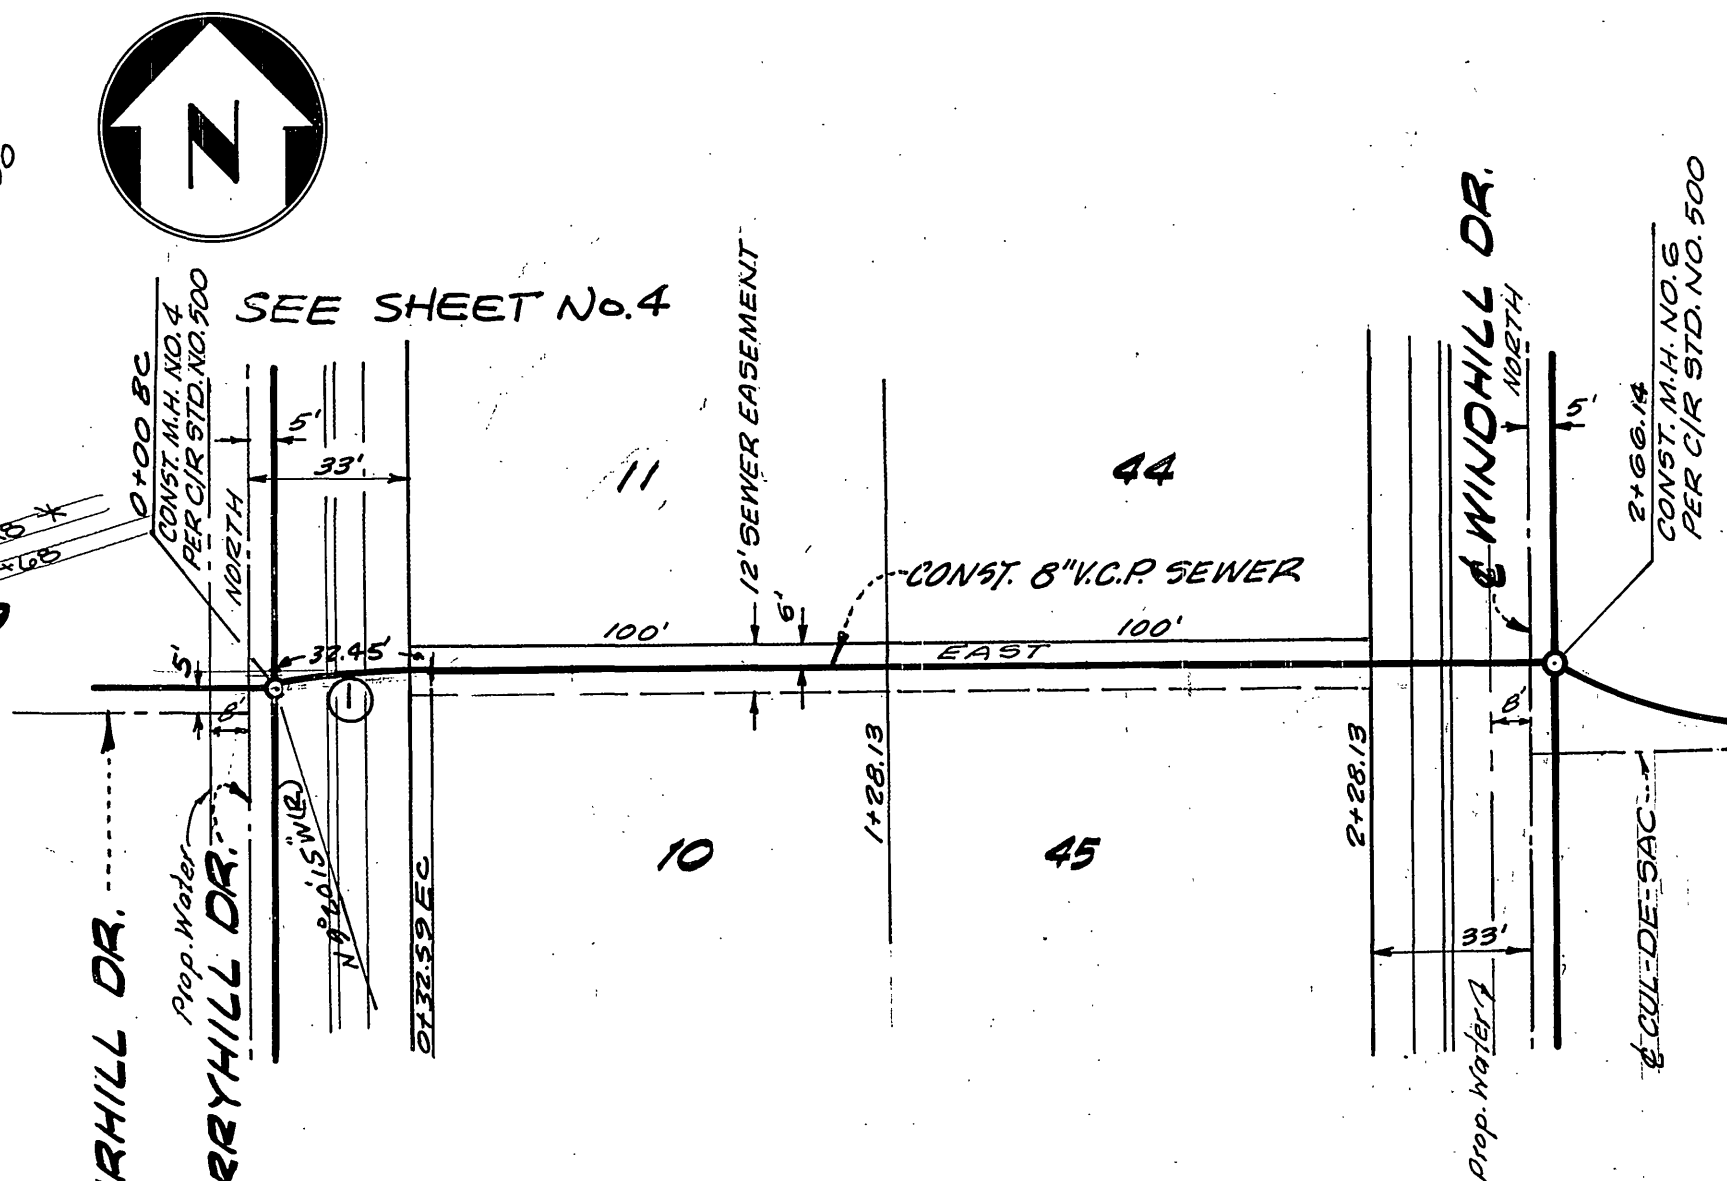 N
SEE SHEET No.4
0+00 BC
CONST. M.H. NO. 4
PER C/R STD. NO. 500
NORTH
5'
33'
11
12' SEWER EASEMENT
44
℄ WINDHILL DR.
NORTH
5'
2+66.14
CONST. M.H. NO. 6
PER C/R STD. NO. 500
CONST. 8" V.C.P. SEWER
6'
100'
100'
EAST
5'
32.45'
1
8'
8'
Prop. Water
RRYHILL DR.
RHILL DR.
0+32.59 EC
10
1+28.13
45
2+28.13
33'
Prop. Water
℄ CUL-DE-SAC
+68